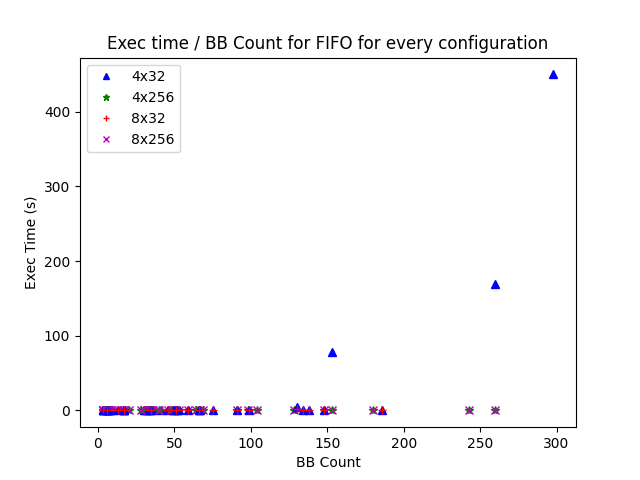 Exec time / BB Count for FIFO for every configuration
4x32
4x256
8x32
8x256
400
300
200
100
0
Exec Time (s)
0 50 100 150 200 250 300
BB Count